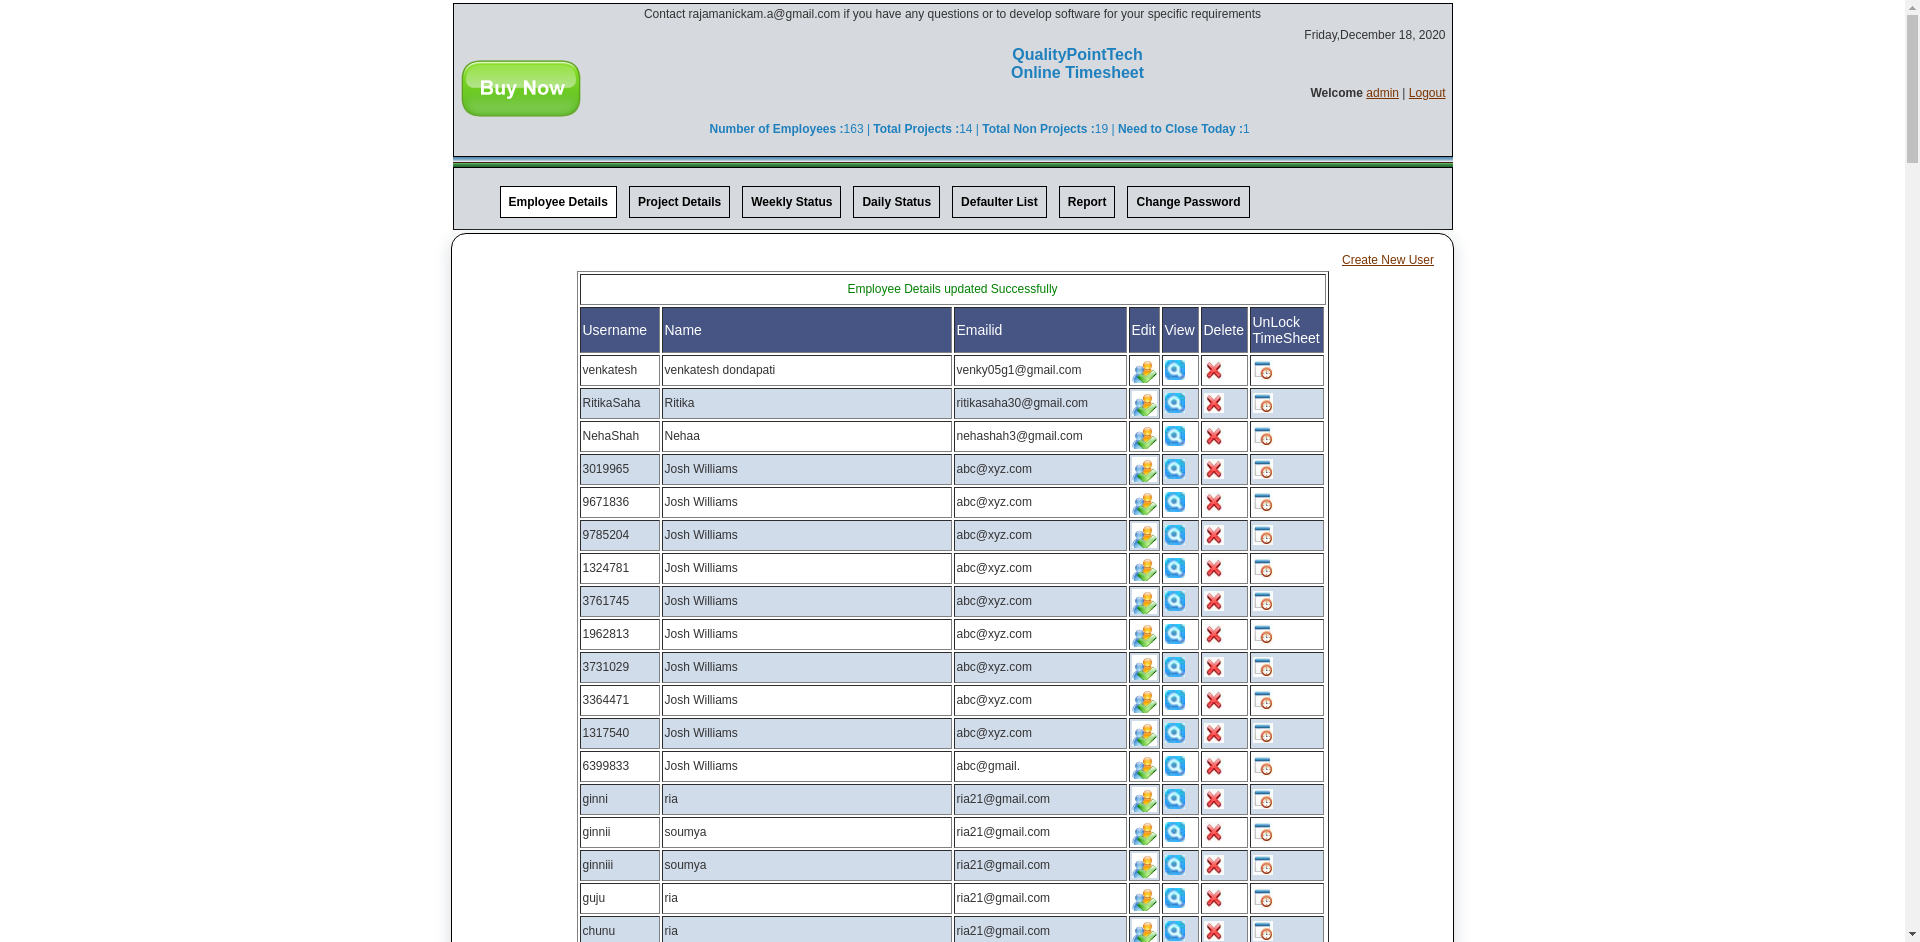 Contact rajamanickam.a@gmail.com if you have any questions or to develop software for your specific requirements
Friday,December 18, 2020
QualityPointTech
Online Timesheet
Buy Now
Welcome admin | Logout
Number of Employees :163 | Total Projects :14 | Total Non Projects :19 | Need to Close Today :1
Employee Details Project Details Weekly Status Daily Status Defaulter List Report Change Password
Create New User
Employee Details updated Successfully
Username Name Emailid Edit View Delete UnLock TimeSheet
venkatesh venkatesh dondapati venky05g1@gmail.com
RitikaSaha Ritika ritikasaha30@gmail.com
NehaShah Nehaa nehashah3@gmail.com
3019965 Josh Williams abc@xyz.com
9671836 Josh Williams abc@xyz.com
9785204 Josh Williams abc@xyz.com
1324781 Josh Williams abc@xyz.com
3761745 Josh Williams abc@xyz.com
1962813 Josh Williams abc@xyz.com
3731029 Josh Williams abc@xyz.com
3364471 Josh Williams abc@xyz.com
1317540 Josh Williams abc@xyz.com
6399833 Josh Williams abc@gmail.
ginni ria ria21@gmail.com
ginnii soumya ria21@gmail.com
ginniii soumya ria21@gmail.com
guju ria ria21@gmail.com
chunu ria ria21@gmail.com